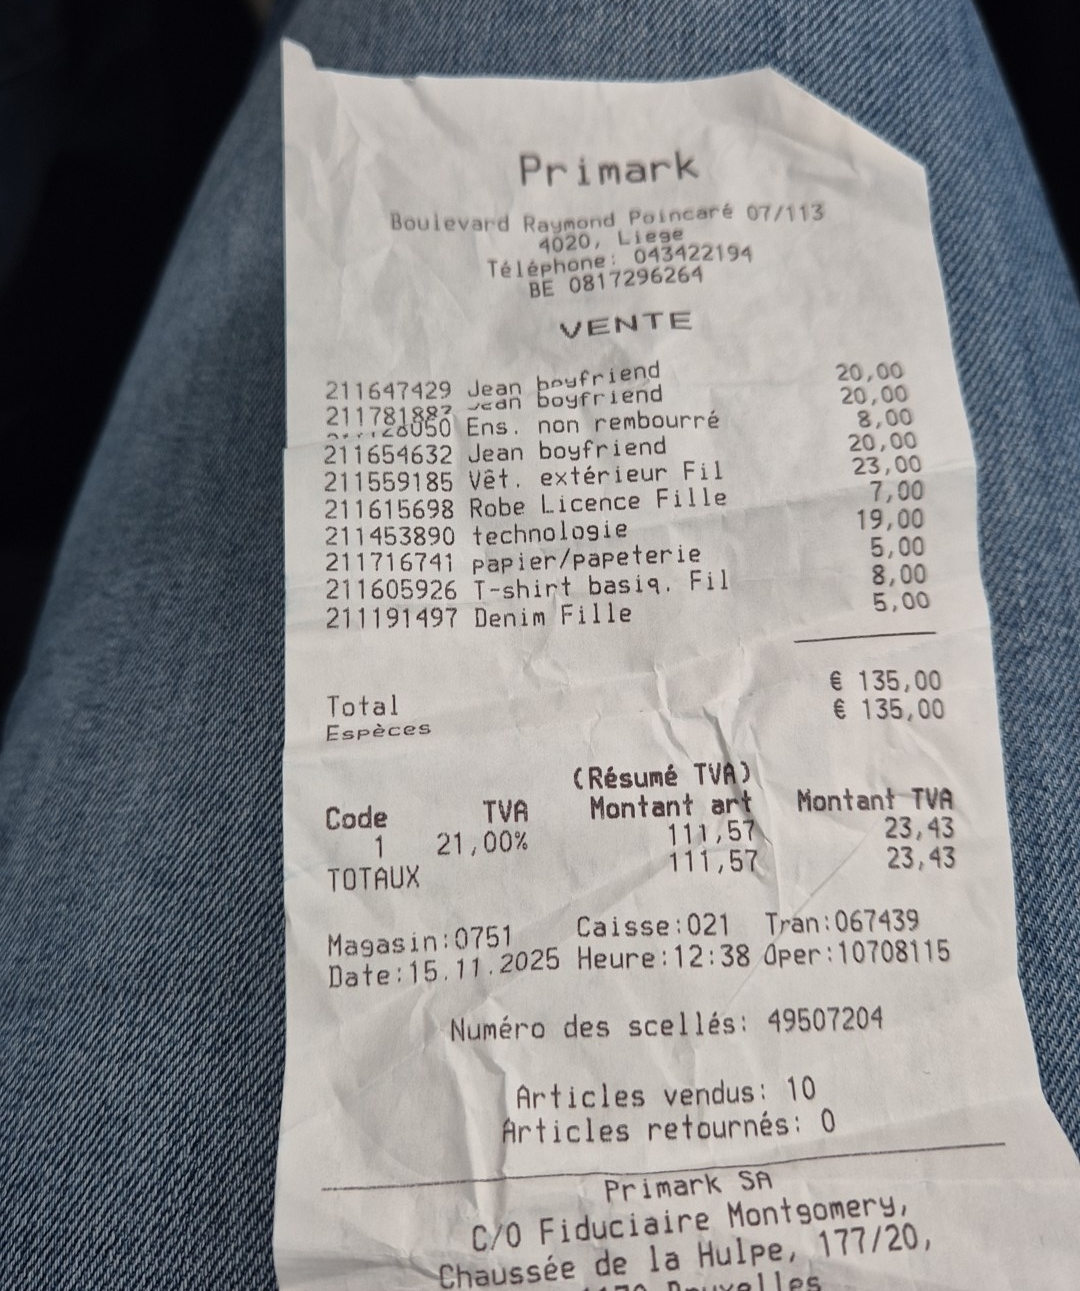 Primark
Boulevard Raymond Poincaré 07/113
4020, Liege
Téléphone: 043422194
BE 0817296264
VENTE
211647429 Jean boyfriend 20,00
211781887 Jean boyfriend 20,00
Ens. non rembourré 8,00
211654632 Jean boyfriend 20,00
211559185 Vêt. extérieur Fil 23,00
211615698 Robe Licence Fille 7,00
211453890 technologie 19,00
211716741 papier/papeterie 5,00
211605926 T-shirt basiq. Fil 8,00
211191497 Denim Fille 5,00
Total € 135,00
Espèces € 135,00
(Résumé TVA)
Code TVA Montant art Montant TVA
1 21,00% 111,57 23,43
TOTAUX 111,57 23,43
Magasin:0751 Caisse:021 Tran:067439
Date:15.11.2025 Heure:12:38 Oper:10708115
Numéro des scellés: 49507204
Articles vendus: 10
Articles retournés: 0
Primark SA
C/O Fiduciaire Montgomery,
Chaussée de la Hulpe, 177/20,
Bruxelles